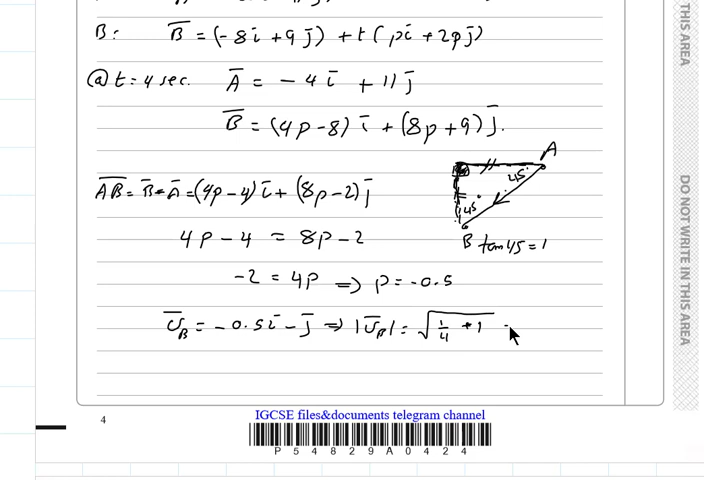 B: B̅ = (-8i̅ + 9j̅) + t(pi̅ + 2pj̅)
@ t = 4 sec. A̅ = -4i̅ + 11j̅
B̅ = (4p-8)i̅ + (8p+9)j̅.
A̅B̅ = B̅ - A̅ = (4p-4)i̅ + (8p-2)j̅
4p-4 = 8p-2
-2 = 4p ⇒ p = -0.5
U̅_B = -0.5i̅ - j̅ ⇒ |U̅_B| = √(1/4 + 1)
A
45°
45
B tan45=1
4
IGCSE files&documents telegram channel
P 5 4 8 2 9 A 0 4 2 4
THIS AREA
DO NOT WRITE IN THIS AREA